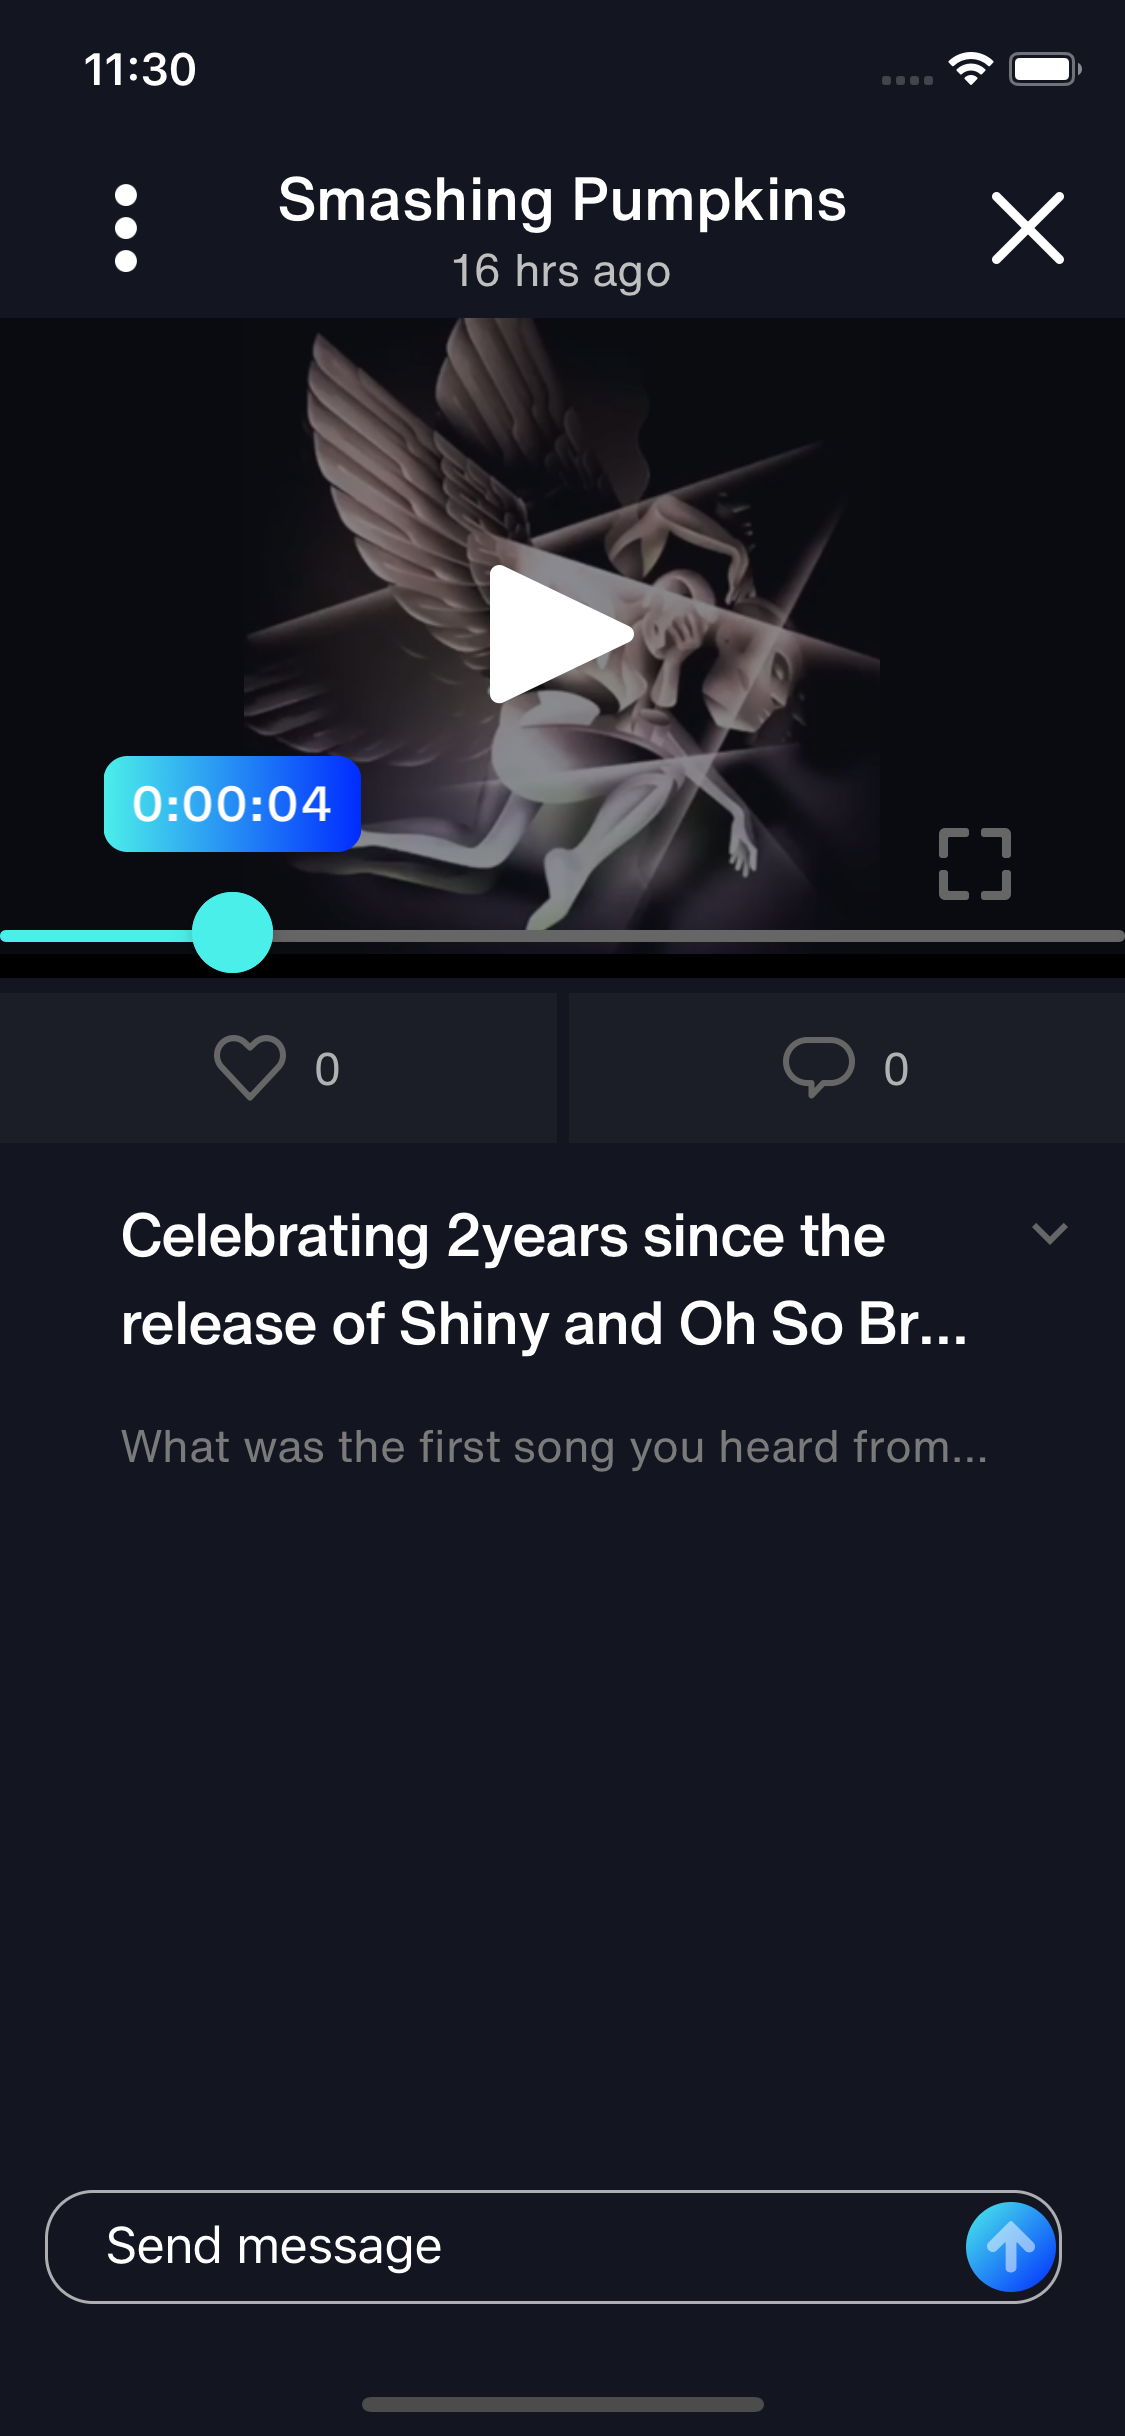 11:30
Smashing Pumpkins
16 hrs ago
0:00:04
0
0
Celebrating 2years since the
release of Shiny and Oh So Br...
What was the first song you heard from...
Send message